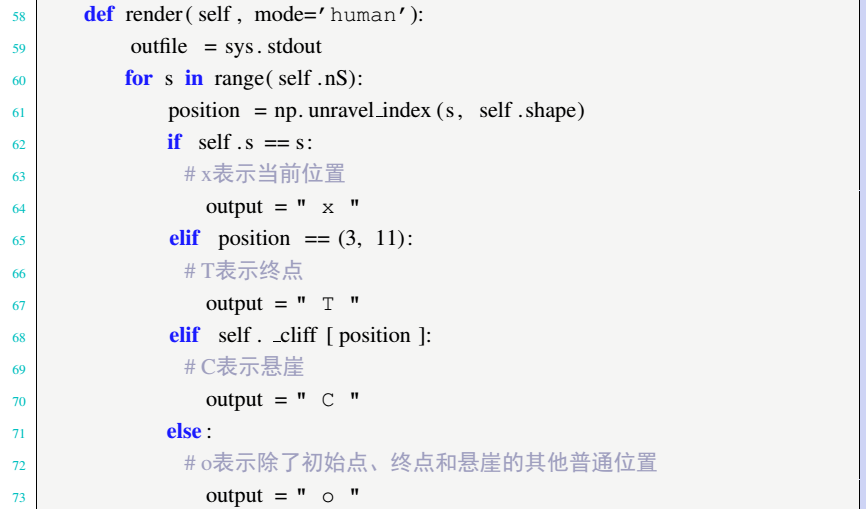 58 def render( self , mode='human'):
59 outfile = sys . stdout
60 for s in range( self .nS):
61 position = np. unravel_index (s, self .shape)
62 if self .s == s:
63 # x表示当前位置
64 output = " x "
65 elif position == (3, 11):
66 # T表示终点
67 output = " T "
68 elif self . _cliff [ position ]:
69 # C表示悬崖
70 output = " C "
71 else :
72 # o表示除了初始点、终点和悬崖的其他普通位置
73 output = " o "